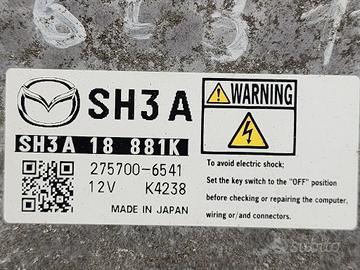 SH3A
WARNING
SH3A 18 881K
275700-6541
12V K4238
MADE IN JAPAN
To avoid electric shock;
Set the key switch to the "OFF" position
before checking or repairing the computer,
wiring or/and connectors.